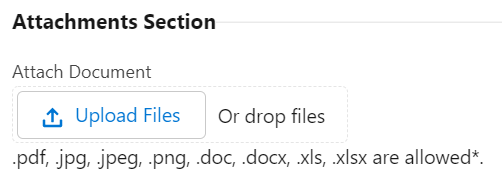 Attachments Section
Attach Document
Upload Files Or drop files
.pdf, .jpg, .jpeg, .png, .doc, .docx, .xls, .xlsx are allowed*.